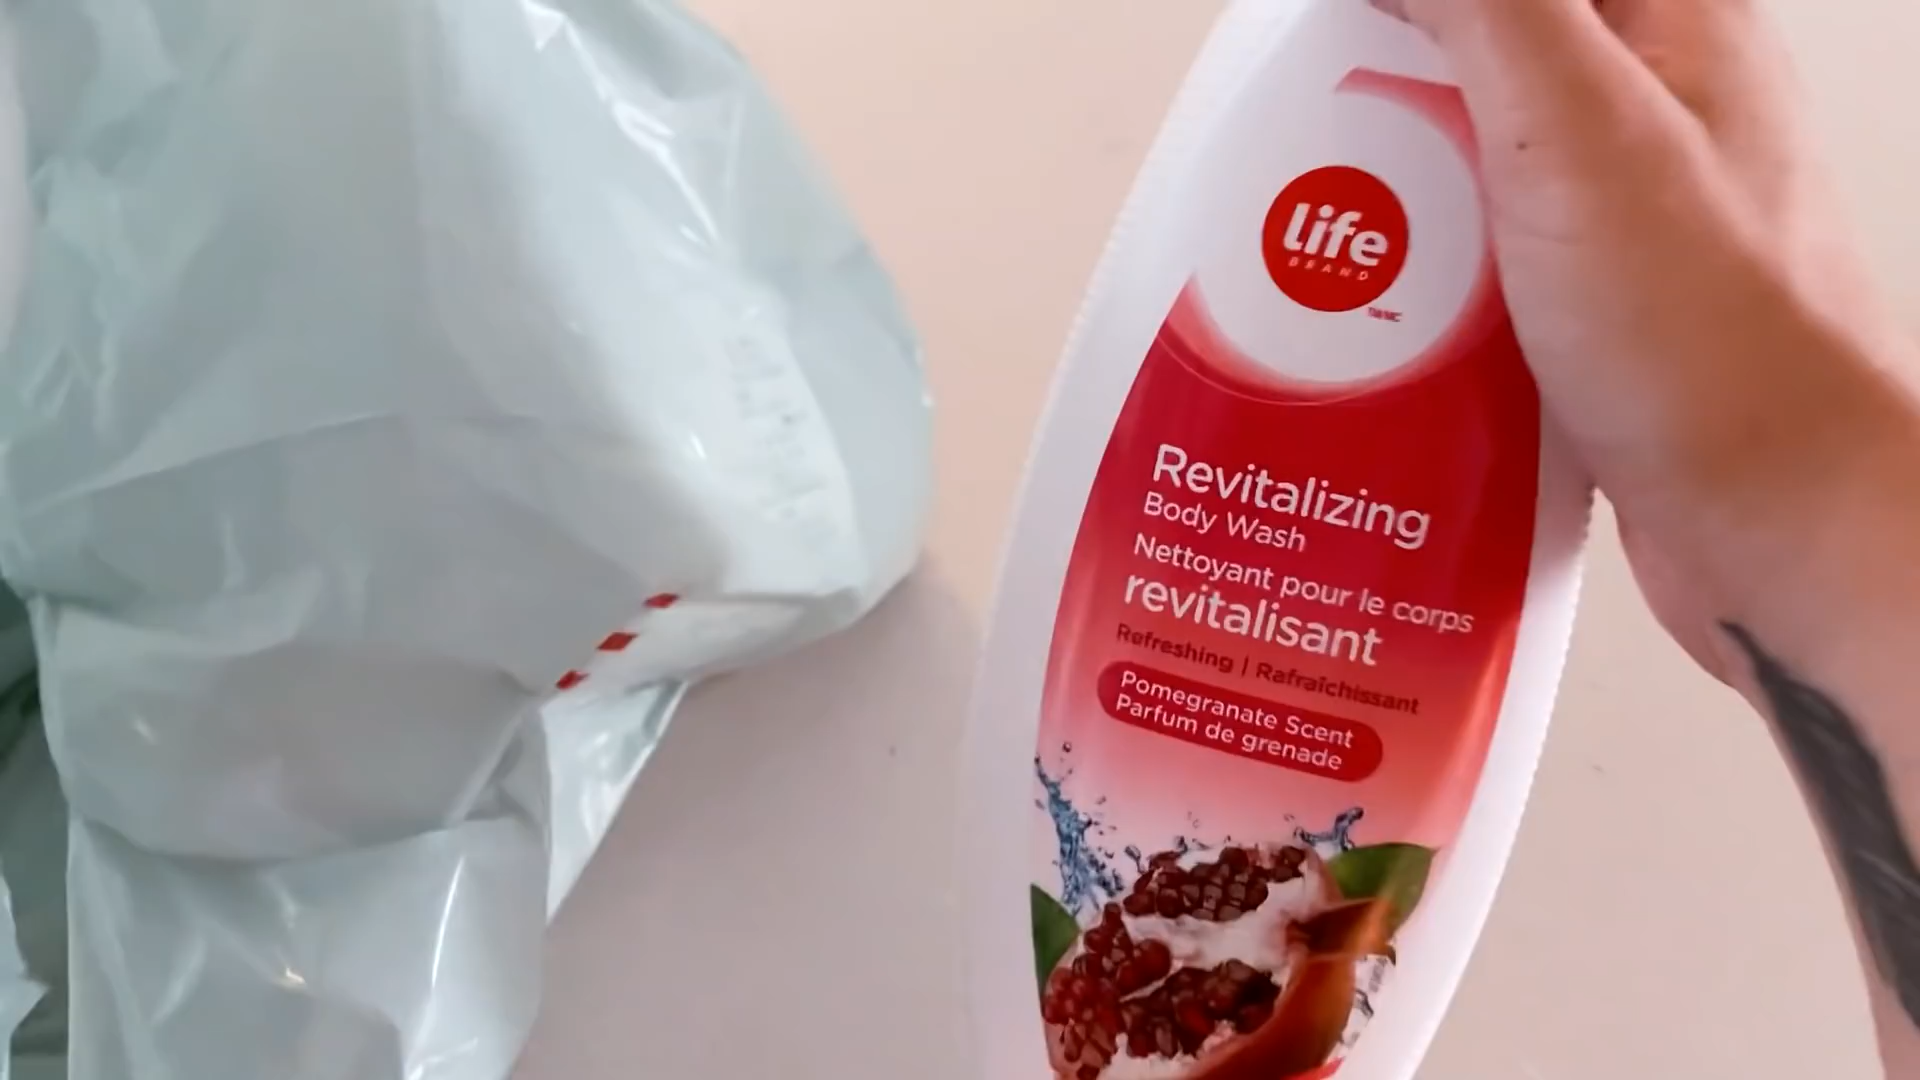 life
BRAND
TM/MC
Revitalizing
Body Wash
Nettoyant pour le corps
revitalisant
Refreshing | Rafraîchissant
Pomegranate Scent
Parfum de grenade